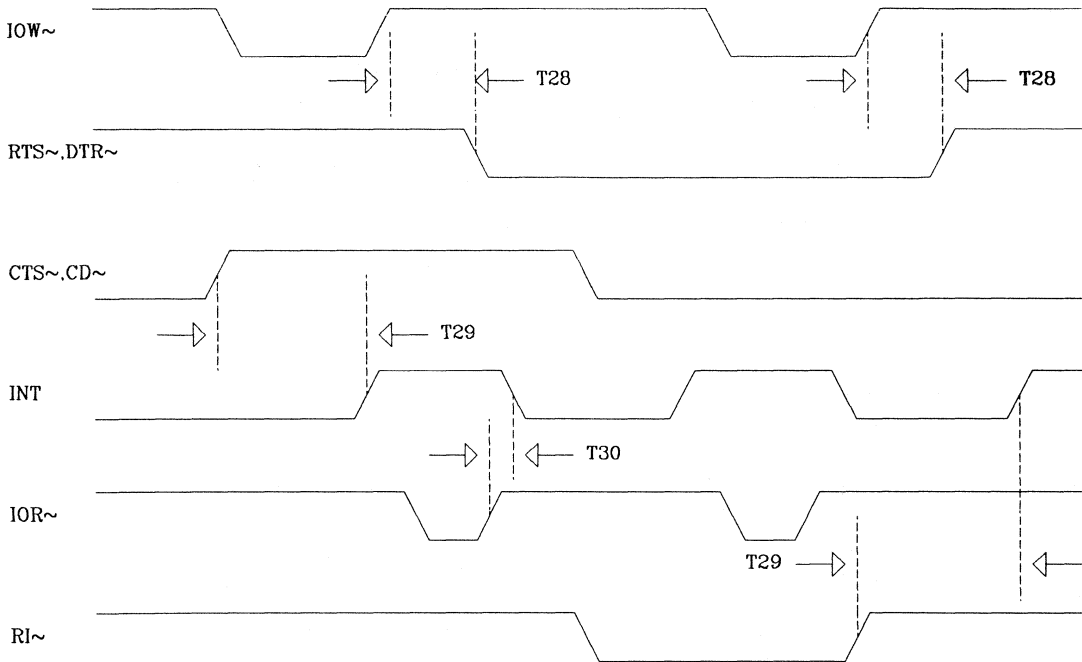 IOW~
T28
T28
RTS~,DTR~
CTS~,CD~
T29
INT
T30
IOR~
T29
RI~